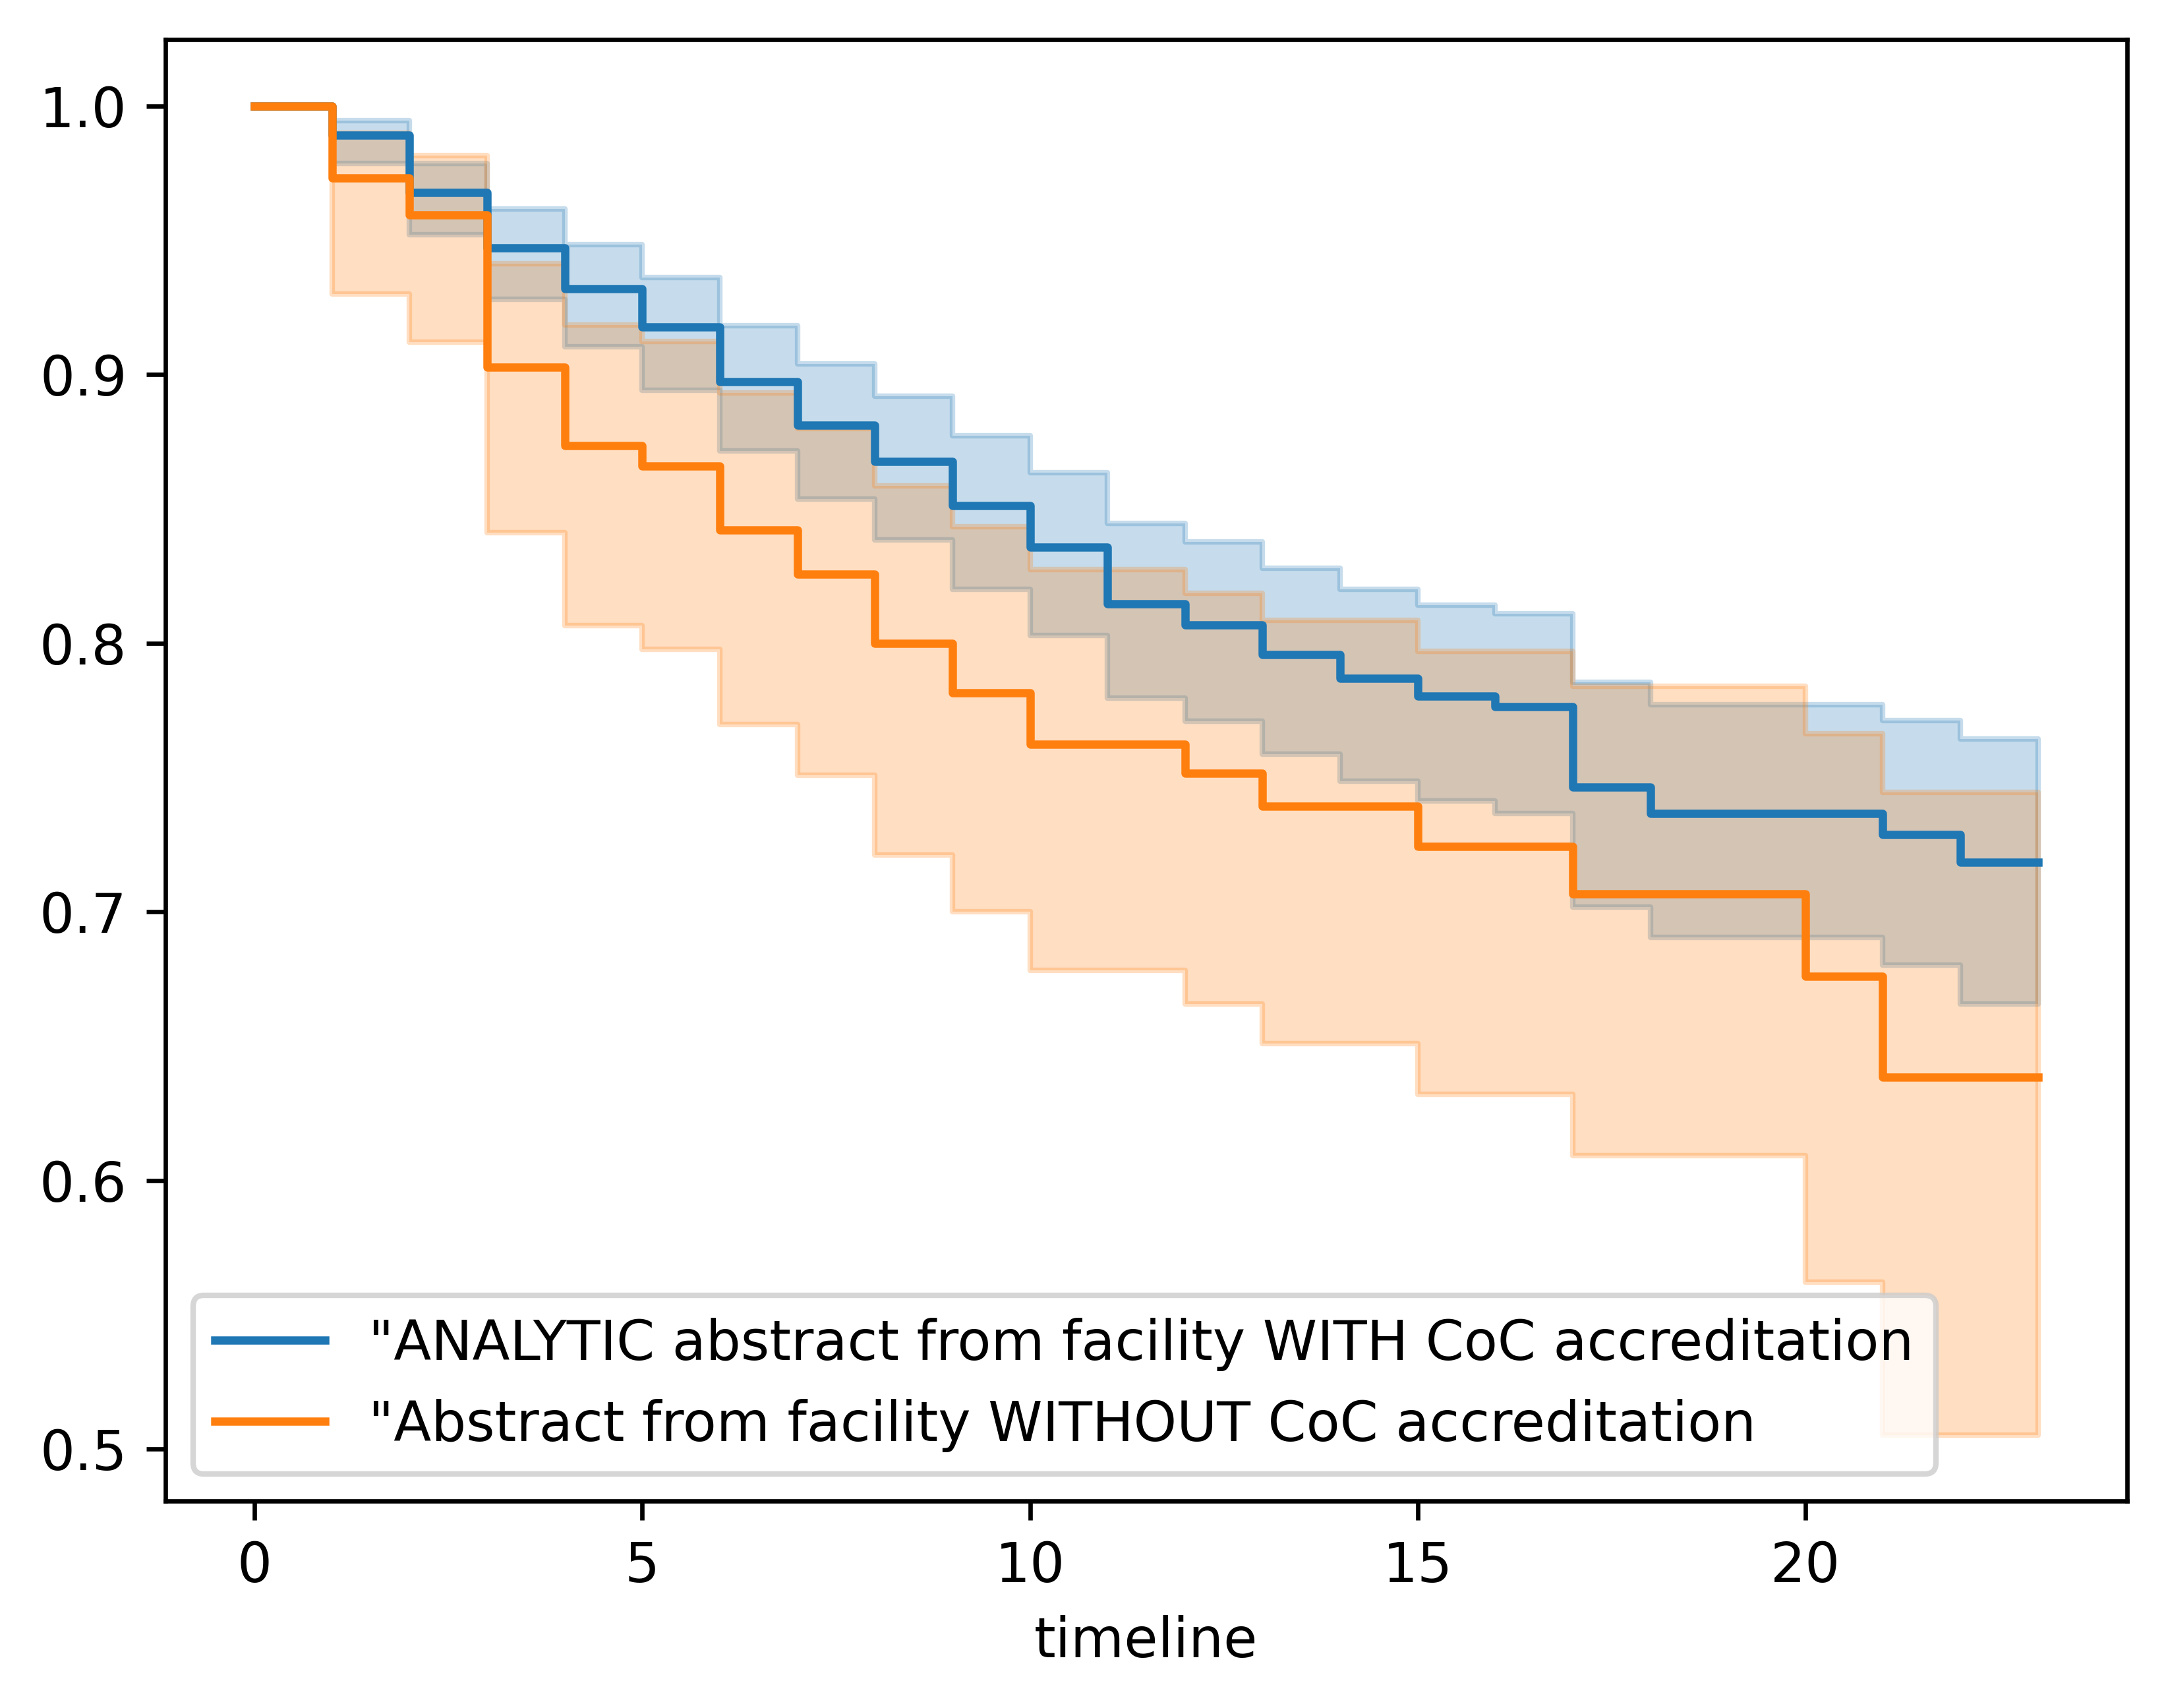 1.0
0.9
0.8
0.7
0.6
0.5
"ANALYTIC abstract from facility WITH CoC accreditation
"Abstract from facility WITHOUT CoC accreditation
0 5 10 15 20
timeline